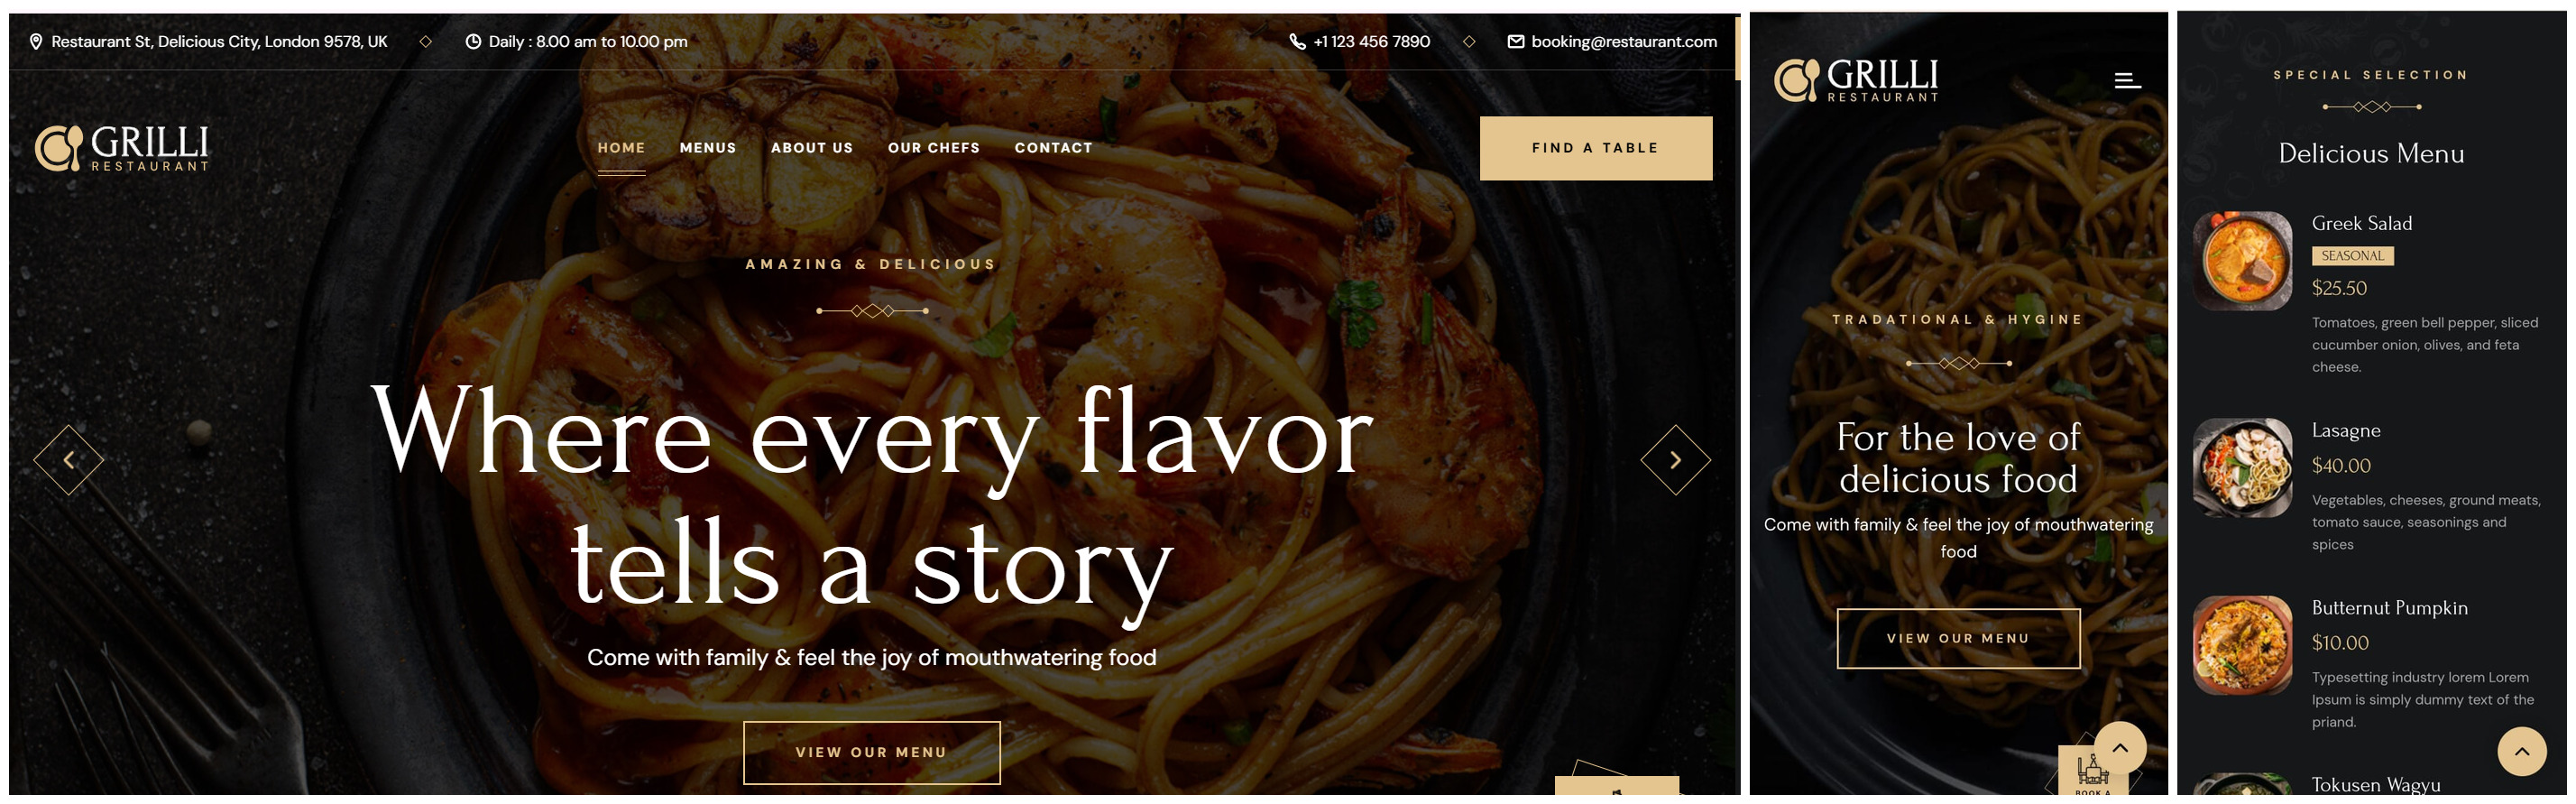 Restaurant St, Delicious City, London 9578, UK
Daily : 8.00 am to 10.00 pm
+1 123 456 7890
booking@restaurant.com
GRILLI
RESTAURANT
HOME
MENUS
ABOUT US
OUR CHEFS
CONTACT
FIND A TABLE
AMAZING & DELICIOUS
Where every flavor
tells a story
Come with family & feel the joy of mouthwatering food
VIEW OUR MENU
GRILLI
RESTAURANT
TRADATIONAL & HYGINE
For the love of
delicious food
Come with family & feel the joy of mouthwatering
food
VIEW OUR MENU
BOOK A
SPECIAL SELECTION
Delicious Menu
Greek Salad
SEASONAL
$25.50
Tomatoes, green bell pepper, sliced
cucumber onion, olives, and feta
cheese.
Lasagne
$40.00
Vegetables, cheeses, ground meats,
tomato sauce, seasonings and
spices
Butternut Pumpkin
$10.00
Typesetting industry lorem Lorem
Ipsum is simply dummy text of the
priand.
Tokusen Wagyu